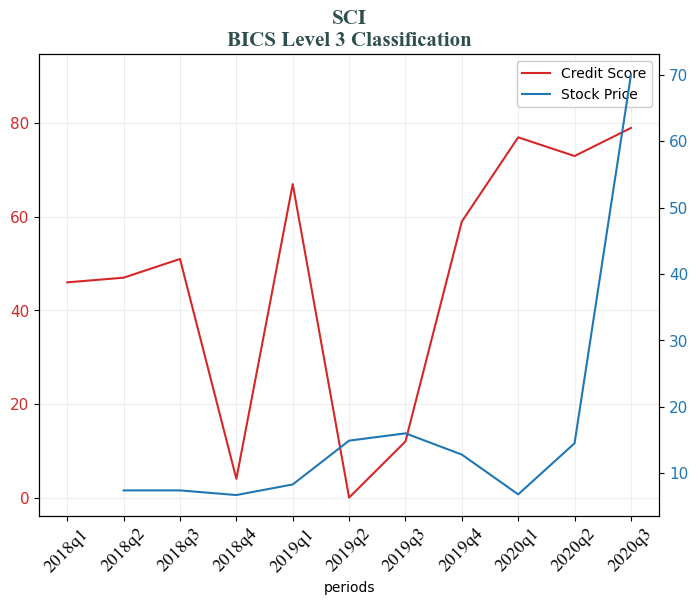 SCI
BICS Level 3 Classification
Credit Score
Stock Price
80
60
40
20
0
70
60
50
40
30
20
10
2018q1
2018q2
2018q3
2018q4
2019q1
2019q2
2019q3
2019q4
2020q1
2020q2
2020q3
periods